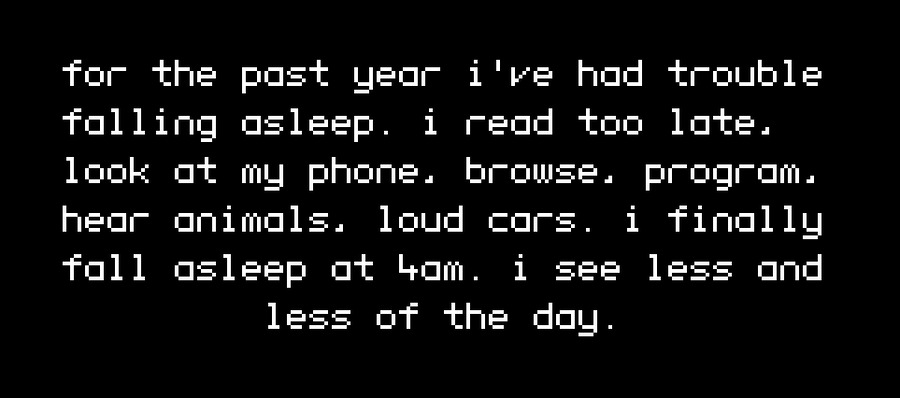 for the past year i've had trouble
falling asleep. i read too late,
look at my phone, browse, program,
hear animals, loud cars. i finally
fall asleep at 4am. i see less and
less of the day.